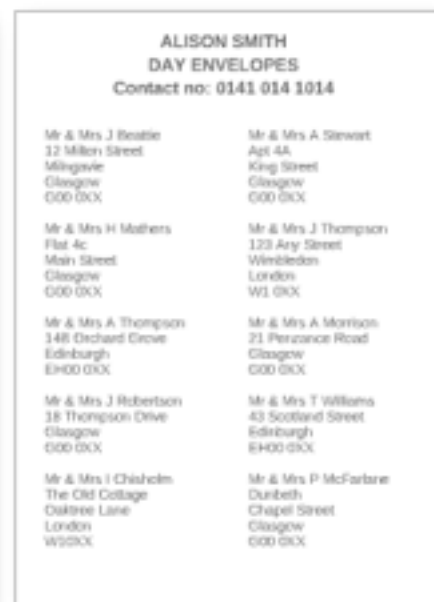 ALISON SMITH
DAY ENVELOPES
Contact no: 0141 014 1014
Mr & Mrs J Beattie
12 Milton Street
Milngavie
Glasgow
G00 0XX
Mr & Mrs H Mathers
Flat 4c
Main Street
Glasgow
G00 0XX
Mr & Mrs A Thompson
148 Orchard Grove
Edinburgh
EH00 0XX
Mr & Mrs J Robertson
18 Thompson Drive
Glasgow
G00 0XX
Mr & Mrs I Chisholm
The Old Cottage
Oaktree Lane
London
W10XX
Mr & Mrs A Stewart
Apt 4A
King Street
Glasgow
G00 0XX
Mr & Mrs J Thompson
123 Any Street
Wimbledon
London
W1 0XX
Mr & Mrs A Morrison
21 Penzance Road
Glasgow
G00 0XX
Mr & Mrs T Williams
43 Scotland Street
Edinburgh
EH00 0XX
Mr & Mrs P McFarlane
Dunbeth
Chapel Street
Glasgow
G00 0XX